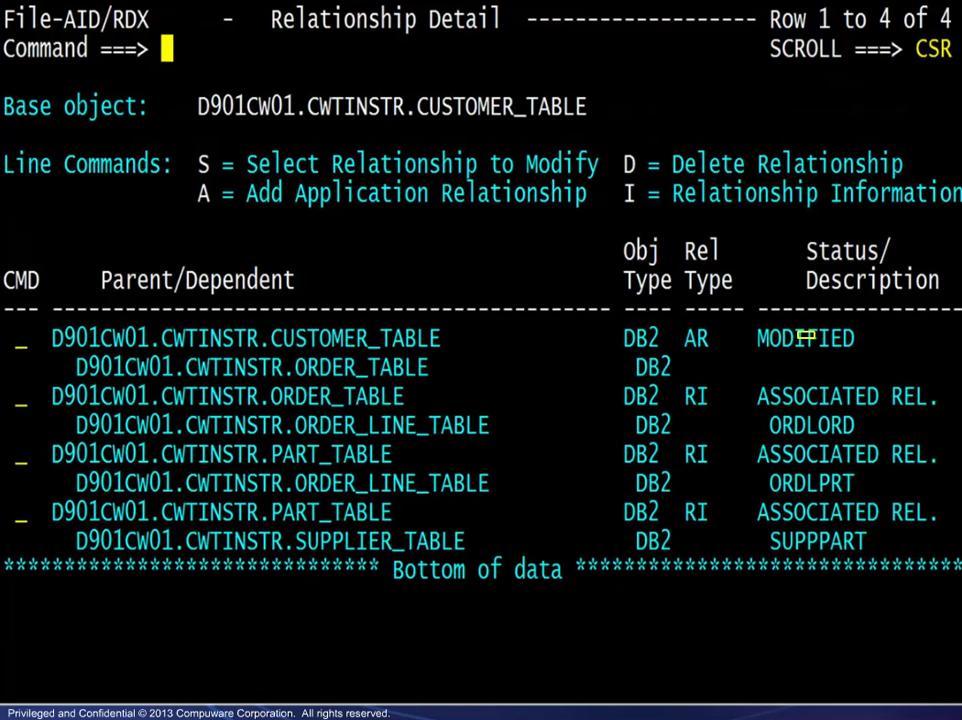 File-AID/RDX - Relationship Detail ------------------- Row 1 to 4 of 4
Command ===> SCROLL ===> CSR
Base object: D901CW01.CWTINSTR.CUSTOMER_TABLE
Line Commands: S = Select Relationship to Modify D = Delete Relationship
A = Add Application Relationship I = Relationship Information
Obj Rel Status/
CMD Parent/Dependent Type Type Description
--- ---------------------------------------------- ---- ----- -----------------
_ D901CW01.CWTINSTR.CUSTOMER_TABLE DB2 AR MODIFIED
D901CW01.CWTINSTR.ORDER_TABLE DB2
_ D901CW01.CWTINSTR.ORDER_TABLE DB2 RI ASSOCIATED REL.
D901CW01.CWTINSTR.ORDER_LINE_TABLE DB2 ORDLORD
_ D901CW01.CWTINSTR.PART_TABLE DB2 RI ASSOCIATED REL.
D901CW01.CWTINSTR.ORDER_LINE_TABLE DB2 ORDLPRT
_ D901CW01.CWTINSTR.PART_TABLE DB2 RI ASSOCIATED REL.
D901CW01.CWTINSTR.SUPPLIER_TABLE DB2 SUPPPART
******************************* Bottom of data ********************************
Privileged and Confidential © 2013 Compuware Corporation. All rights reserved.